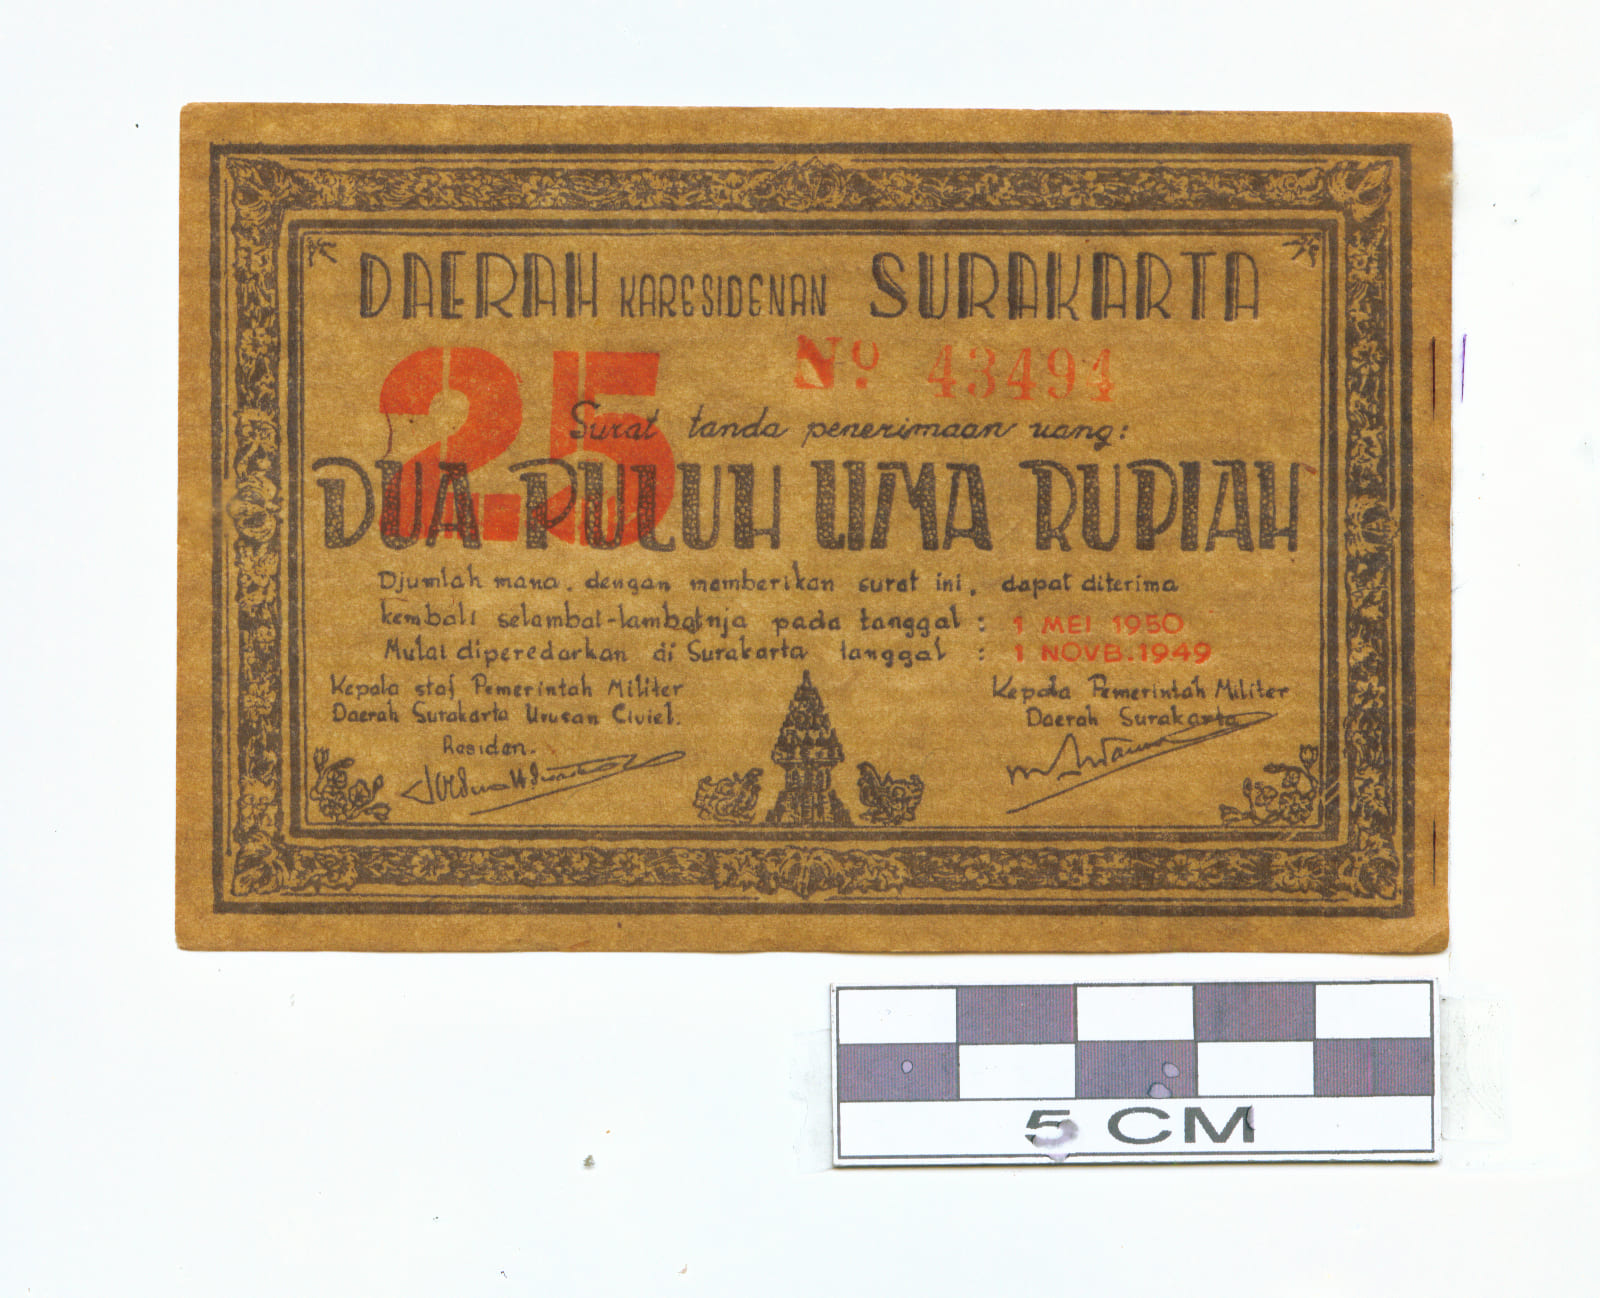 DAERAH KARESIDENAN SURAKARTA
25
No. 43494
Surat tanda penerimaan uang:
DUA PULUH LIMA RUPIAH
Djumlah mana, dengan memberikan surat ini, dapat diterima
kembali selambat-lambatnja pada tanggal : 1 MEI 1950
Mulai diperedarkan di Surakarta tanggal : 1 NOVB. 1949
Kepala staf Pemerintah Militer
Daerah Surakarta Urusan Civiel.
Residen.
Kepala Pemerintah Militer
Daerah Surakarta
5 CM